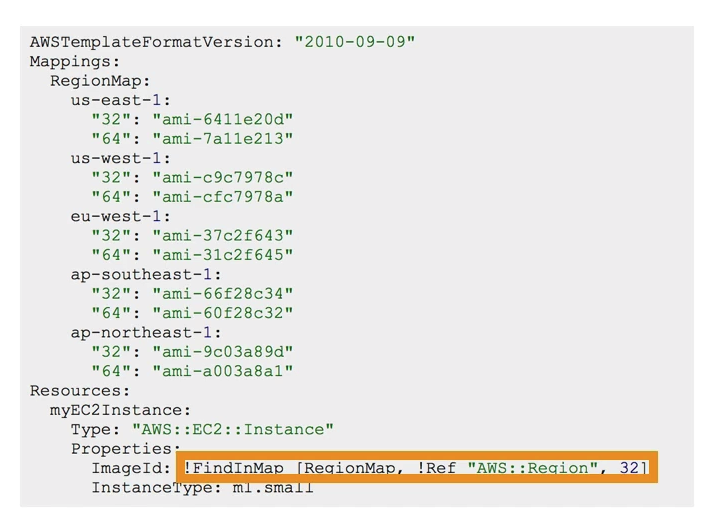 AWSTemplateFormatVersion: "2010-09-09"
Mappings:
  RegionMap:
    us-east-1:
      "32": "ami-6411e20d"
      "64": "ami-7a11e213"
    us-west-1:
      "32": "ami-c9c7978c"
      "64": "ami-cfc7978a"
    eu-west-1:
      "32": "ami-37c2f643"
      "64": "ami-31c2f645"
    ap-southeast-1:
      "32": "ami-66f28c34"
      "64": "ami-60f28c32"
    ap-northeast-1:
      "32": "ami-9c03a89d"
      "64": "ami-a003a8a1"
Resources:
  myEC2Instance:
    Type: "AWS::EC2::Instance"
    Properties:
      ImageId: !FindInMap [RegionMap, !Ref "AWS::Region", 32]
      InstanceType: m1.small